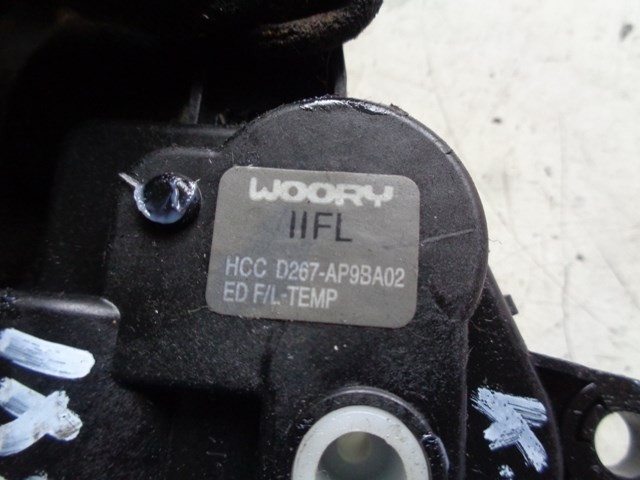 WOORY
IIFL
HCC D267-AP9BA02
ED F/L-TEMP